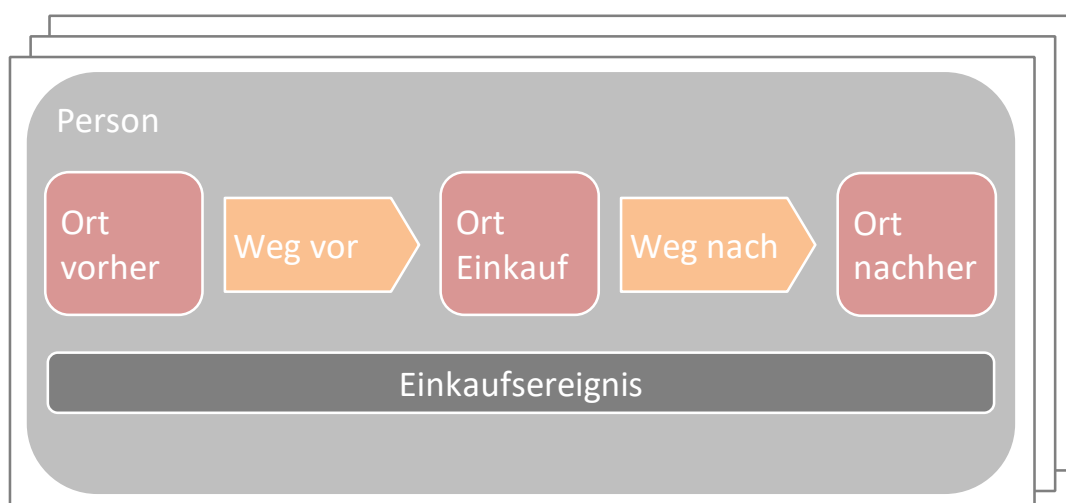 Person
Ort
vorher
Weg vor
Ort
Einkauf
Weg nach
Ort
nachher
Einkaufsereignis